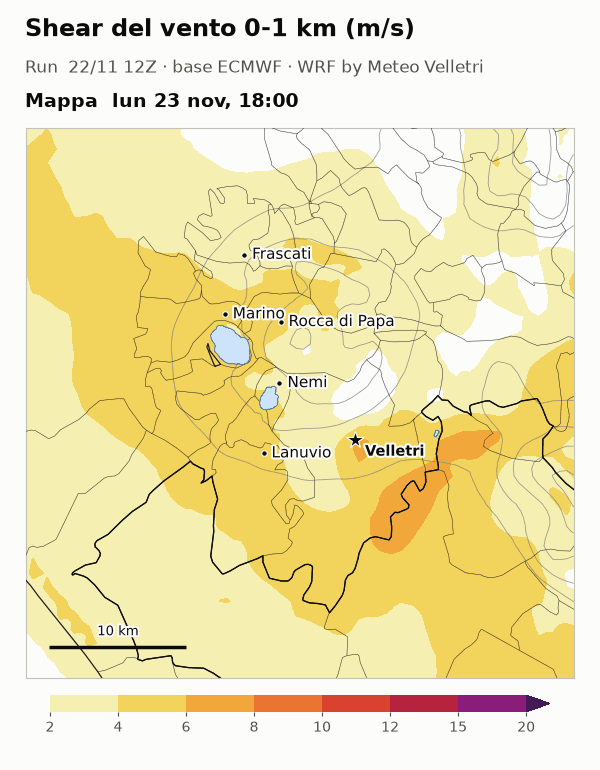 Shear del vento 0-1 km (m/s)
Run  22/11 12Z · base ECMWF · WRF by Meteo Velletri
Mappa  lun 23 nov, 18:00
Frascati
Marino
Rocca di Papa
Nemi
Velletri
Lanuvio
10 km
2 4 6 8 10 12 15 20